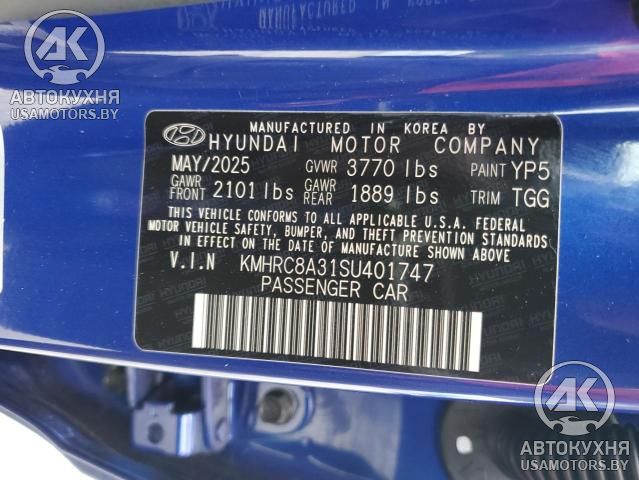 АВТОКУХНЯ
USAMOTORS.BY
MANUFACTURED IN KOREA BY
HYUNDAI MOTOR COMPANY
MAY/2025 GVWR 3770 lbs PAINT YP5
GAWR FRONT 2101 lbs GAWR REAR 1889 lbs TRIM TGG
THIS VEHICLE CONFORMS TO ALL APPLICABLE U.S.A. FEDERAL
MOTOR VEHICLE SAFETY, BUMPER, AND THEFT PREVENTION STANDARDS
IN EFFECT ON THE DATE OF MANUFACTURE SHOWN ABOVE.
V.I.N KMHRC8A31SU401747
PASSENGER CAR
АВТОКУХНЯ
USAMOTORS.BY